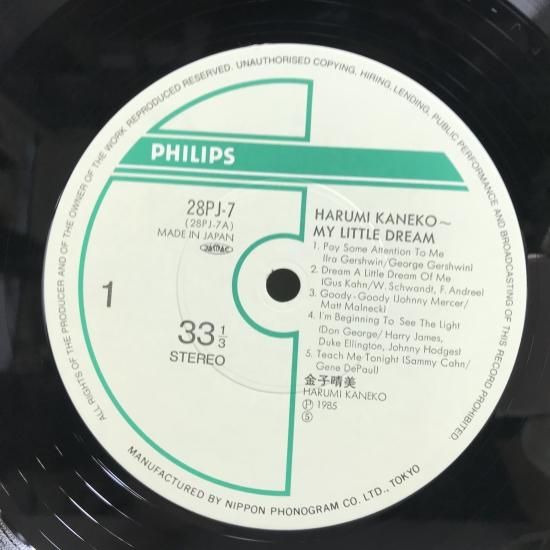 ALL RIGHTS OF THE PRODUCER AND OF THE OWNER OF THE WORK REPRODUCED RESERVED. UNAUTHORISED COPYING, HIRING, LENDING, PUBLIC PERFORMANCE AND BROADCASTING OF THIS RECORD PROHIBITED.
PHILIPS
28PJ-7
(28PJ-7A)
MADE IN JAPAN
1
33 1/3
STEREO
HARUMI KANEKO~
MY LITTLE DREAM
1. Pay Some Attention To Me
(Ira Gershwin/George Gershwin)
2. Dream A Little Dream Of Me
(Gus Kahn/W. Schwandt, F. Andree)
3. Goody-Goody (Johnny Mercer/
Matt Malneck)
4. I'm Beginning To See The Light
(Don George/Harry James,
Duke Ellington, Johnny Hodges)
5. Teach Me Tonight (Sammy Cahn/
Gene DePaul)
金子晴美
HARUMI KANEKO
Ⓟ 1985
Ⓢ
MANUFACTURED BY NIPPON PHONOGRAM CO. LTD., TOKYO